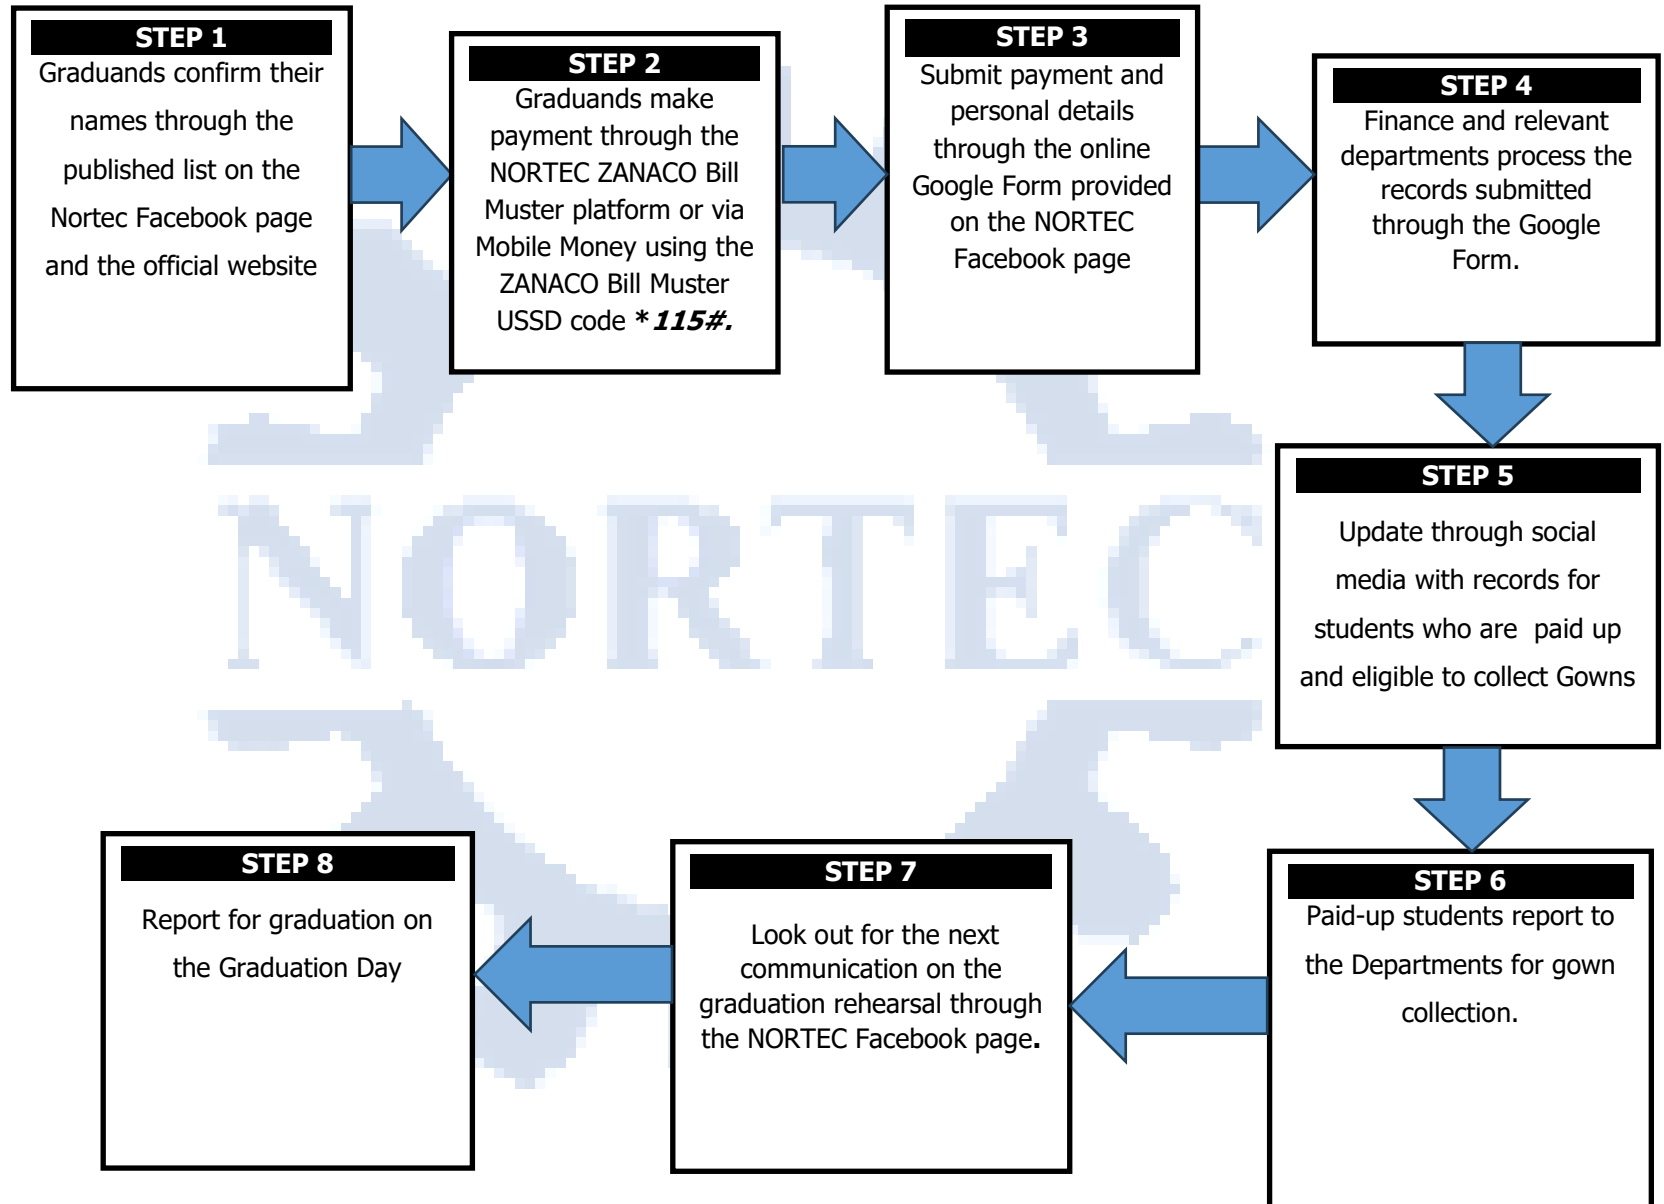 STEP 1
Graduands confirm their
names through the
published list on the
Nortec Facebook page
and the official website
STEP 2
Graduands make
payment through the
NORTEC ZANACO Bill
Muster platform or via
Mobile Money using the
ZANACO Bill Muster
USSD code *115#.
STEP 3
Submit payment and
personal details
through the online
Google Form provided
on the NORTEC
Facebook page
STEP 4
Finance and relevant
departments process the
records submitted
through the Google
Form.
STEP 5
Update through social
media with records for
students who are paid up
and eligible to collect Gowns
STEP 6
Paid-up students report to
the Departments for gown
collection.
STEP 7
Look out for the next
communication on the
graduation rehearsal through
the NORTEC Facebook page.
STEP 8
Report for graduation on
the Graduation Day
NORTEC